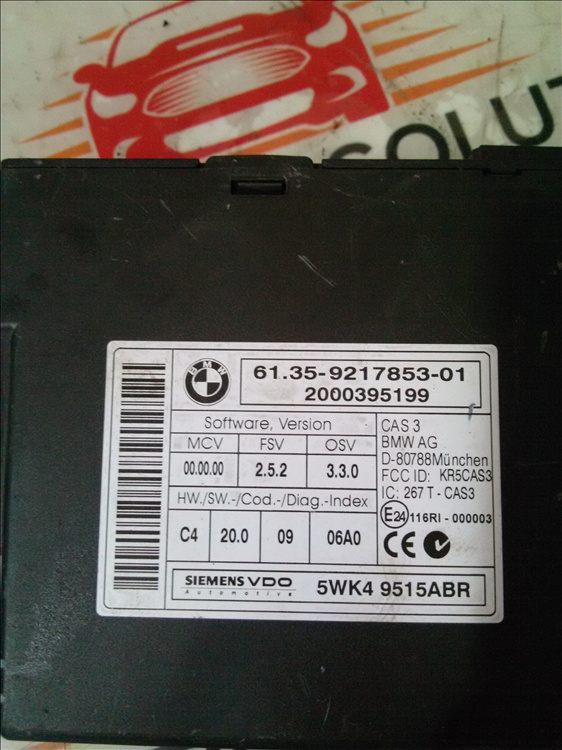 SOLUT
BMW
61.35-9217853-01
2000395199
Software, Version
MCV FSV OSV
00.00.00 2.5.2 3.3.0
HW./SW.-/Cod.-/Diag.-Index
C4 20.0 09 06A0
CAS 3
BMW AG
D-80788München
FCC ID: KR5CAS3
IC: 267 T - CAS3
E24 116RI - 000003
CE
SIEMENS VDO
Automotive
5WK4 9515ABR